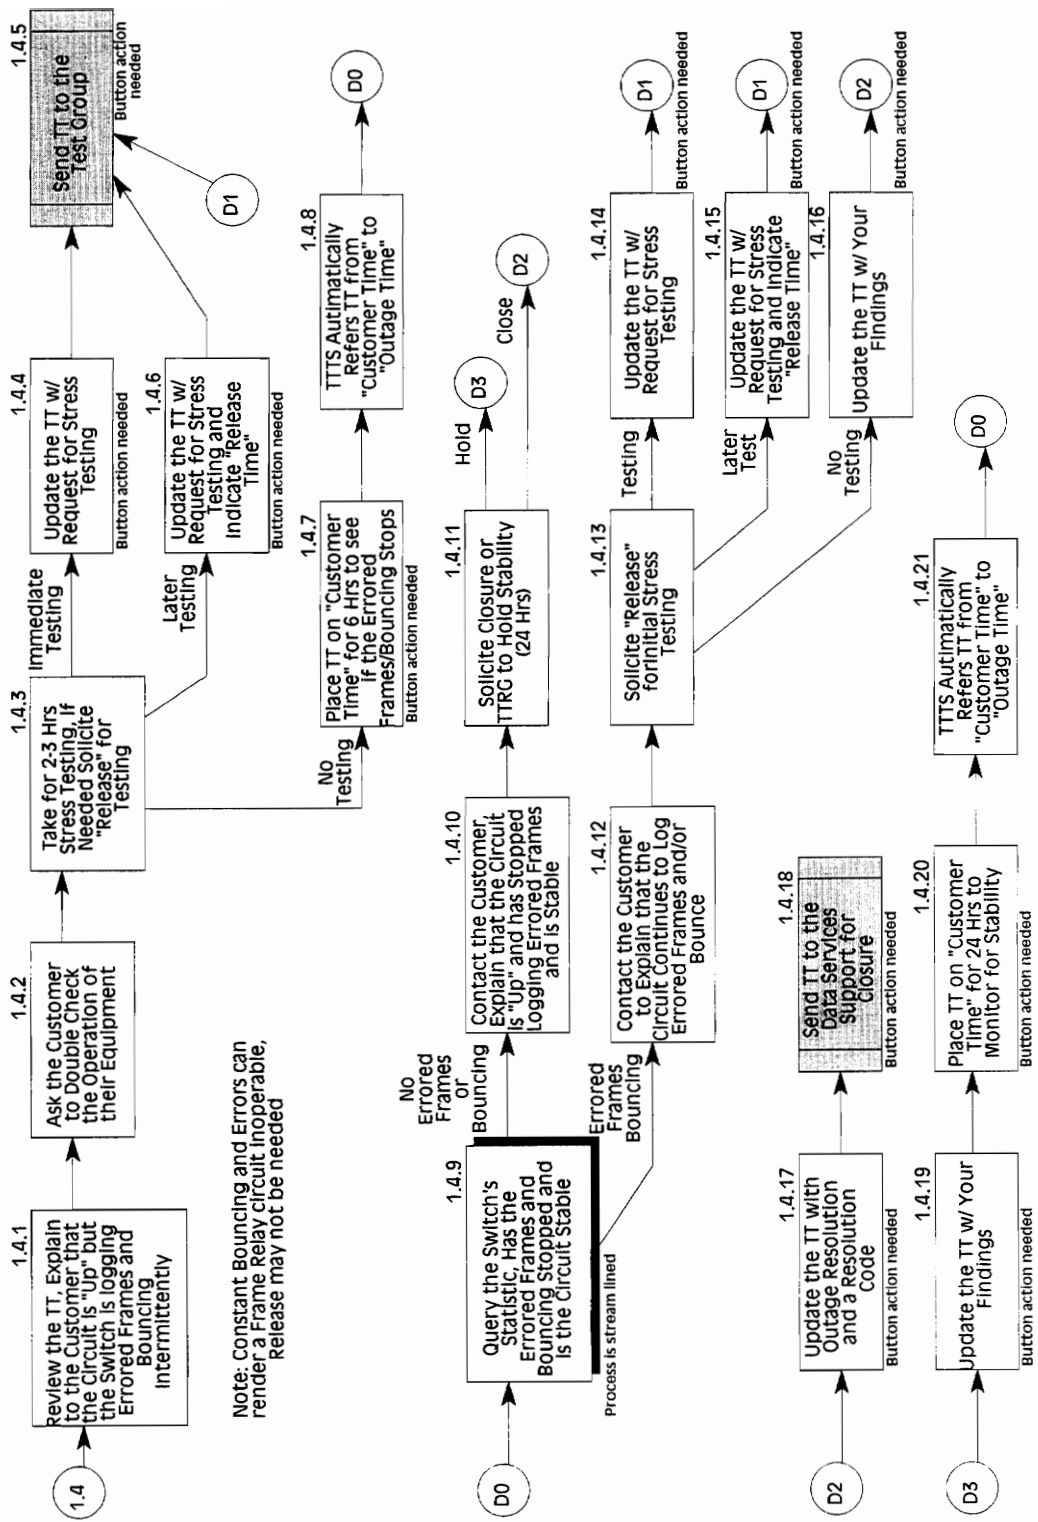 1.4
1.4.1
Review the TT, Explain
to the Customer that
the Circuit is "Up" but
the Switch is logging
Errored Frames and
Bouncing
Intermittently
1.4.2
Ask the Customer
to Double Check
the Operation of
their Equipment
1.4.3
Take for 2-3 Hrs
Stress Testing, If
Needed Solicite
"Release" for
Testing
Immediate
Testing
1.4.4
Update the TT w/
Request for Stress
Testing
Button action needed
1.4.5
Send TT to the
Test Group
Button action
needed
Later
Testing
1.4.6
Update the TT w/
Request for Stress
Testing and
Indicate "Release
Time"
Button action needed
D1
No
Testing
1.4.7
Place TT on "Customer
Time" for 6 Hrs to see
if the Errored
Frames/Bouncing Stops
Button action needed
1.4.8
TTTS Autimatically
Refers TT from
"Customer Time" to
"Outage Time"
D0
Note: Constant Bouncing and Errors can
render a Frame Relay circuit inoperable,
Release may not be needed
D0
1.4.9
Query the Switch's
Statistic, Has the
Errored Frames and
Bouncing Stopped and
Is the Circuit Stable
Process is stream lined
No
Errored
Frames
or
Bouncing
1.4.10
Contact the Customer,
Explain that the Circuit
Is "Up" and has Stopped
Logging Errored Frames
and is Stable
1.4.11
Solicite Closure or
TTRG to Hold Stability
(24 Hrs)
Hold
D3
Close
D2
Errored
Frames
Bouncing
1.4.12
Contact the Customer
to Explain that the
Circuit Continues to Log
Errored Frames and/or
Bounce
1.4.13
Solicite "Release"
forInitial Stress
Testing
Testing
1.4.14
Update the TT w/
Request for Stress
Testing
D1
Button action needed
Later
Test
1.4.15
Update the TT w/
Request for Stress
Testing and Indicate
"Release Time"
D1
Button action needed
No
Testing
1.4.16
Update the TT w/ Your
Findings
D2
Button action needed
D2
1.4.17
Update the TT with
Outage Resolution
and a Resolution
Code
Button action needed
1.4.18
Send TT to the
Data Services
Support for
Closure
Button action needed
D3
1.4.19
Update the TT w/ Your
Findings
Button action needed
1.4.20
Place TT on "Customer
Time" for 24 Hrs to
Monitor for Stability
Button action needed
1.4.21
TTTS Autimatically
Refers TT from
"Customer Time" to
"Outage Time"
D0